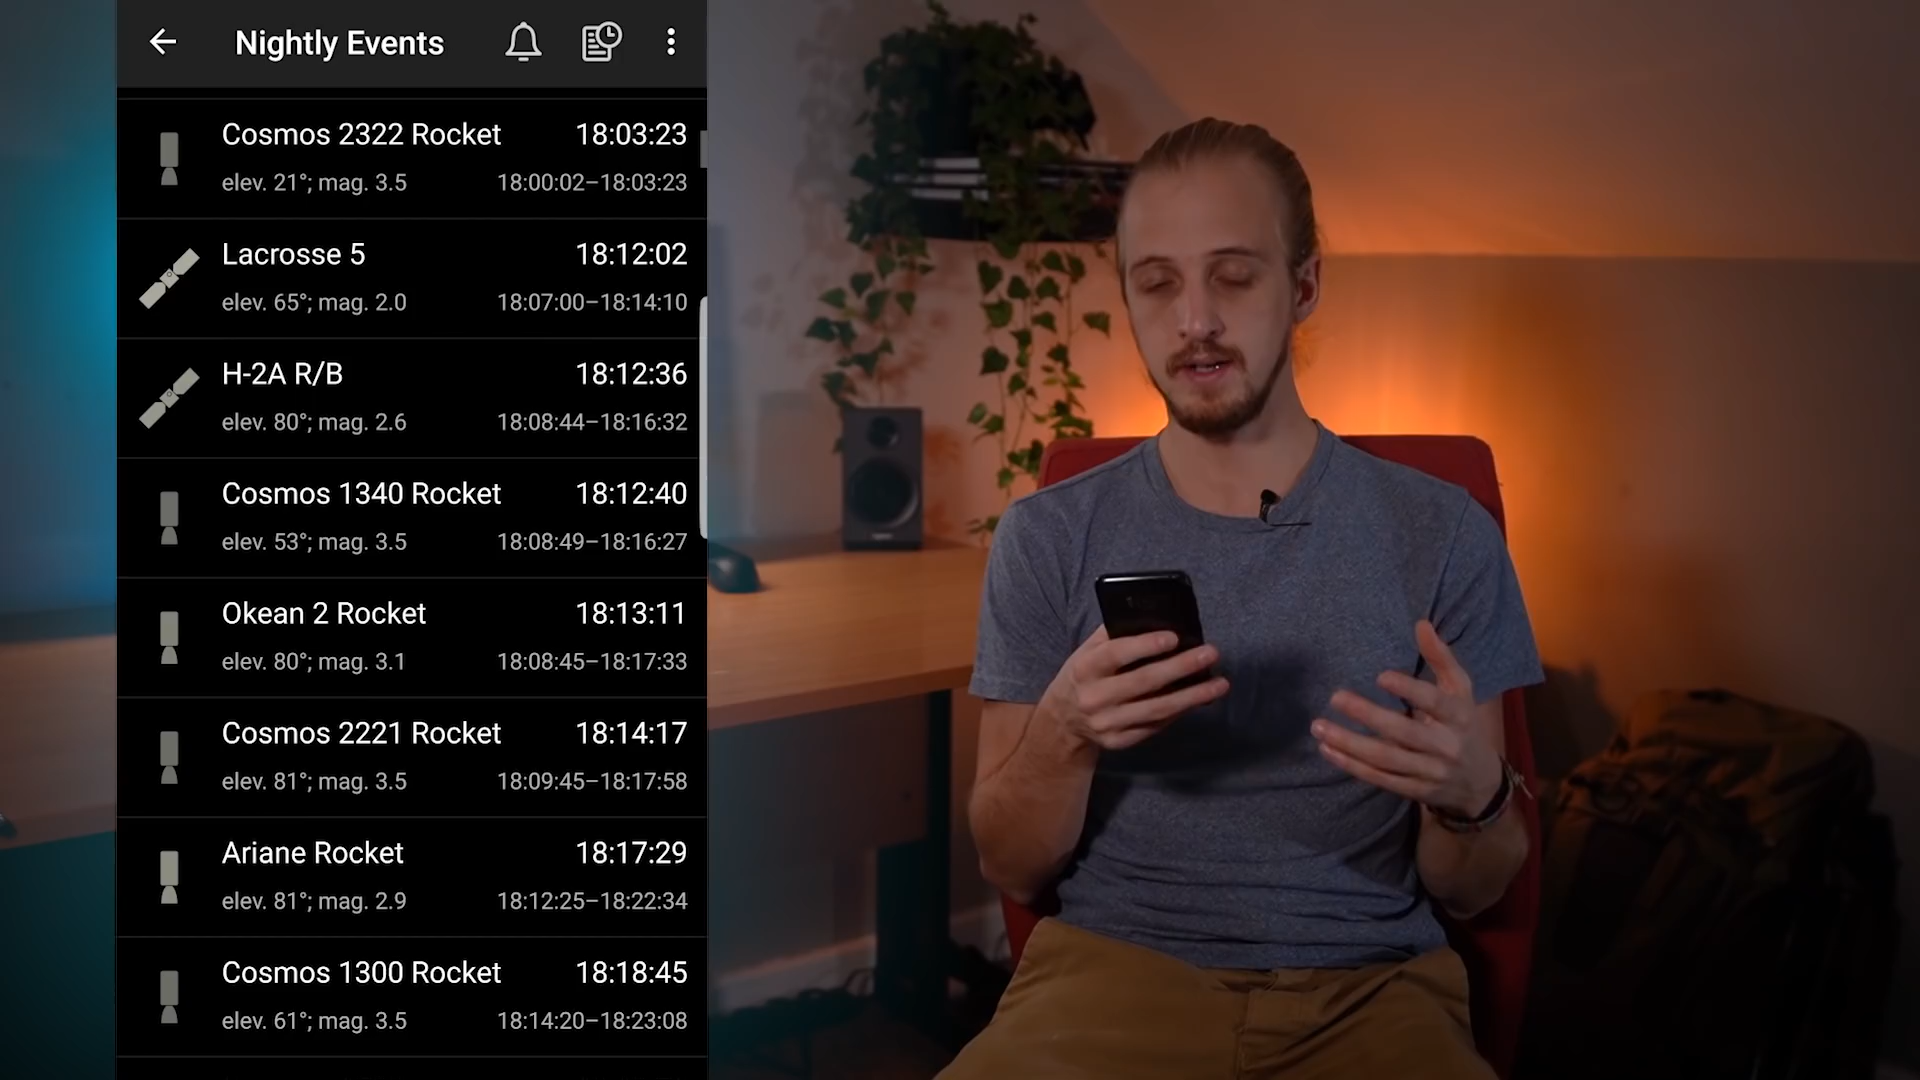 Nightly Events
Cosmos 2322 Rocket 18:03:23
elev. 21°; mag. 3.5 18:00:02–18:03:23
Lacrosse 5 18:12:02
elev. 65°; mag. 2.0 18:07:00–18:14:10
H-2A R/B 18:12:36
elev. 80°; mag. 2.6 18:08:44–18:16:32
Cosmos 1340 Rocket 18:12:40
elev. 53°; mag. 3.5 18:08:49–18:16:27
Okean 2 Rocket 18:13:11
elev. 80°; mag. 3.1 18:08:45–18:17:33
Cosmos 2221 Rocket 18:14:17
elev. 81°; mag. 3.5 18:09:45–18:17:58
Ariane Rocket 18:17:29
elev. 81°; mag. 2.9 18:12:25–18:22:34
Cosmos 1300 Rocket 18:18:45
elev. 61°; mag. 3.5 18:14:20–18:23:08